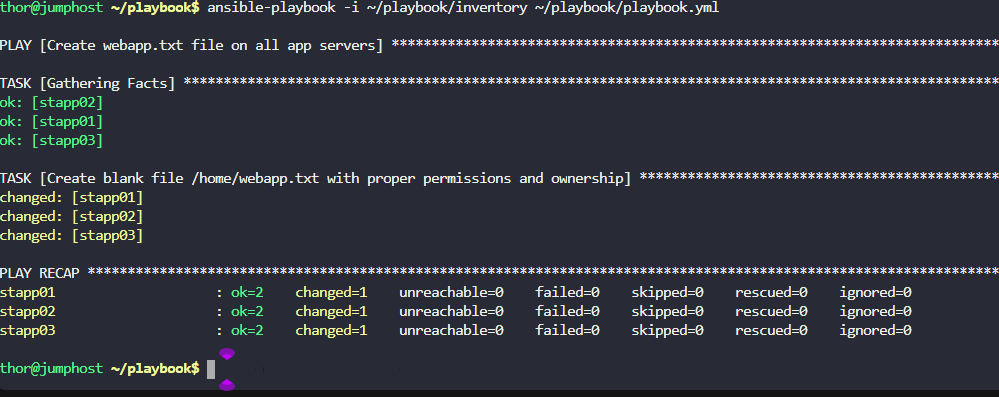 thor@jumphost ~/playbook$ ansible-playbook -i ~/playbook/inventory ~/playbook/playbook.yml
PLAY [Create webapp.txt file on all app servers] ****************************************************************************
TASK [Gathering Facts] ******************************************************************************************************
ok: [stapp02]
ok: [stapp01]
ok: [stapp03]
TASK [Create blank file /home/webapp.txt with proper permissions and ownership] *********************************************
changed: [stapp01]
changed: [stapp02]
changed: [stapp03]
PLAY RECAP ******************************************************************************************************************
stapp01 : ok=2 changed=1 unreachable=0 failed=0 skipped=0 rescued=0 ignored=0
stapp02 : ok=2 changed=1 unreachable=0 failed=0 skipped=0 rescued=0 ignored=0
stapp03 : ok=2 changed=1 unreachable=0 failed=0 skipped=0 rescued=0 ignored=0
thor@jumphost ~/playbook$